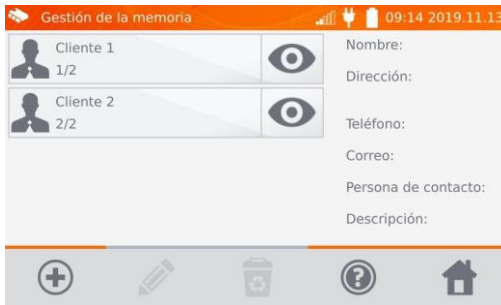 Gestión de la memoria
09:14 2019.11.13
Cliente 1
1/2
Cliente 2
2/2
Nombre:
Dirección:
Teléfono:
Correo:
Persona de contacto:
Descripción: